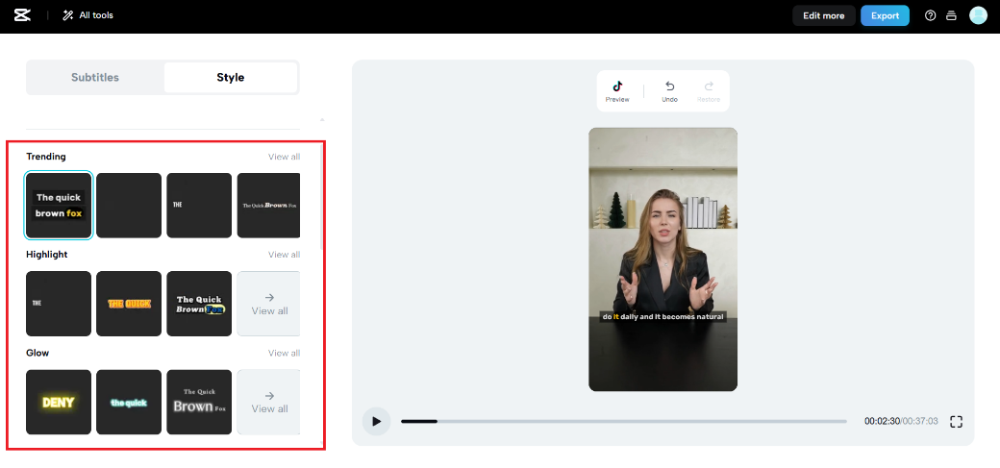 All tools
Edit more
Export
Subtitles
Style
Preview
Undo
Restore
Trending
View all
The quick
brown fox
THE
The Quick Brown Fox
Highlight
View all
THE
THE QUICK
The Quick
Brown Fox
View all
Glow
View all
DENY
the quick
The Quick
Brown Fox
View all
do it daily and it becomes natural
00:02:30/00:37:03